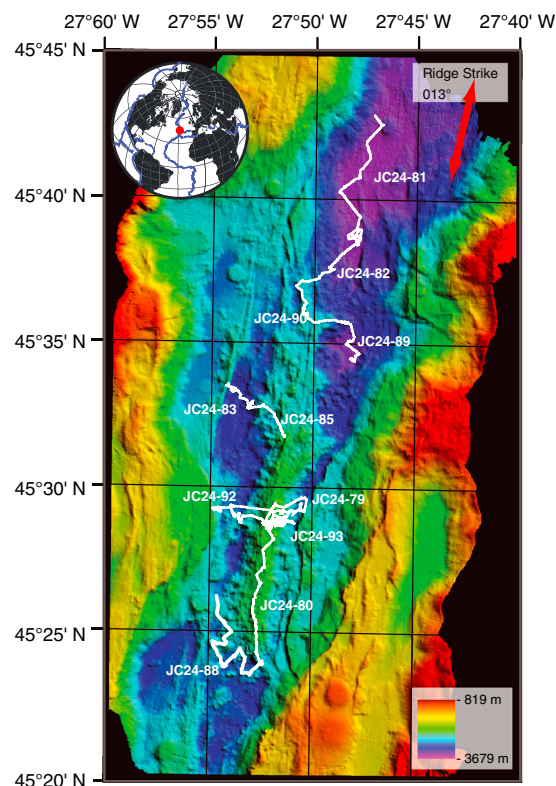 27°60' W 27°55' W 27°50' W 27°45' W 27°40' W
45°45' N
Ridge Strike
013°
JC24-81
45°40' N
JC24-82
JC24-90
45°35' N
JC24-89
JC24-83
JC24-85
45°30' N
JC24-92
JC24-79
JC24-93
JC24-80
45°25' N
JC24-88
- 819 m
- 3679 m
45°20' N